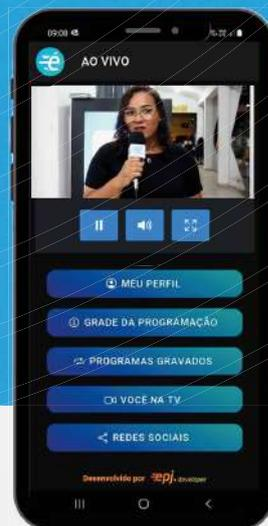 09:08
é AO VIVO
MEU PERFIL
GRADE DA PROGRAMAÇÃO
PROGRAMAS GRAVADOS
VOCÊ NA TV
REDES SOCIAIS
Desenvolvido por epj. developer